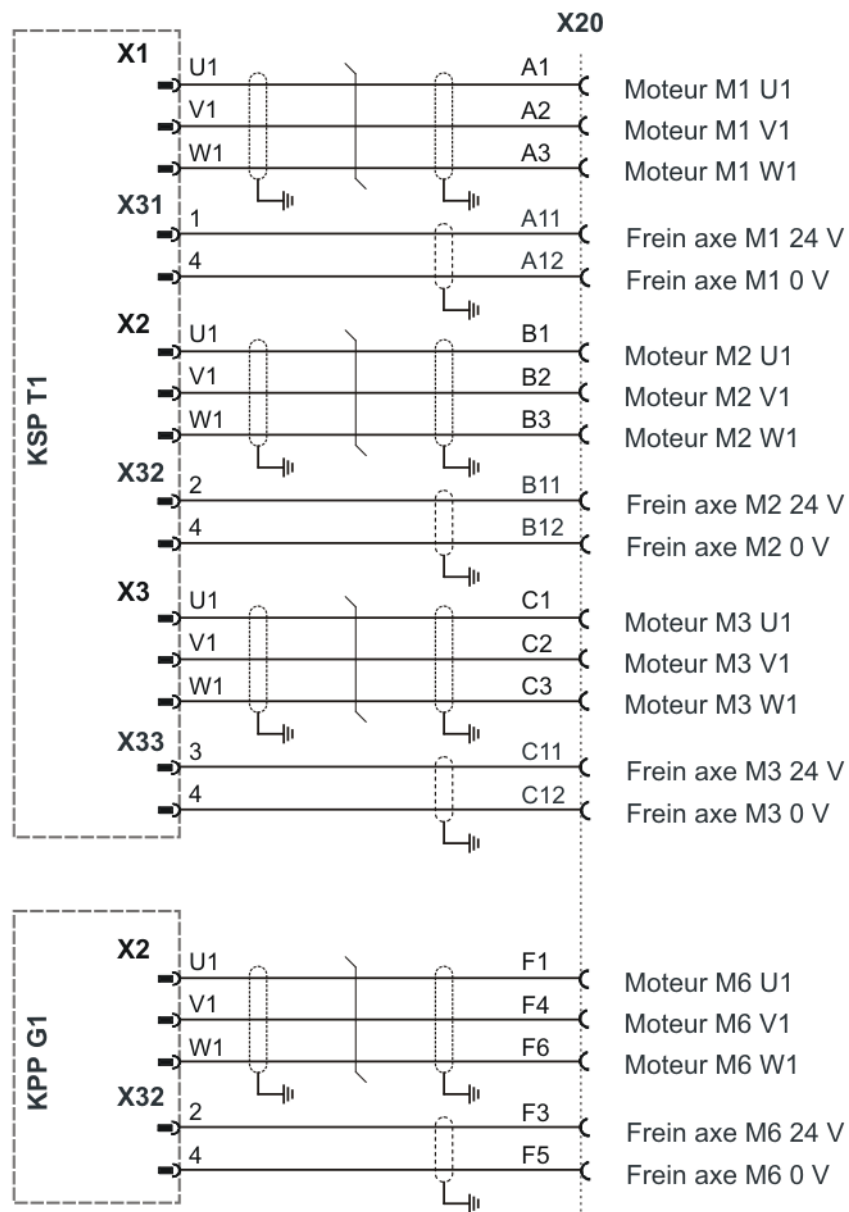 X20
X1
U1 A1 Moteur M1 U1
V1 A2 Moteur M1 V1
W1 A3 Moteur M1 W1
X31
1 A11 Frein axe M1 24 V
4 A12 Frein axe M1 0 V
X2
U1 B1 Moteur M2 U1
V1 B2 Moteur M2 V1
W1 B3 Moteur M2 W1
KSP T1
X32
2 B11 Frein axe M2 24 V
4 B12 Frein axe M2 0 V
X3
U1 C1 Moteur M3 U1
V1 C2 Moteur M3 V1
W1 C3 Moteur M3 W1
X33
3 C11 Frein axe M3 24 V
4 C12 Frein axe M3 0 V
X2
U1 F1 Moteur M6 U1
V1 F4 Moteur M6 V1
W1 F6 Moteur M6 W1
KPP G1
X32
2 F3 Frein axe M6 24 V
4 F5 Frein axe M6 0 V